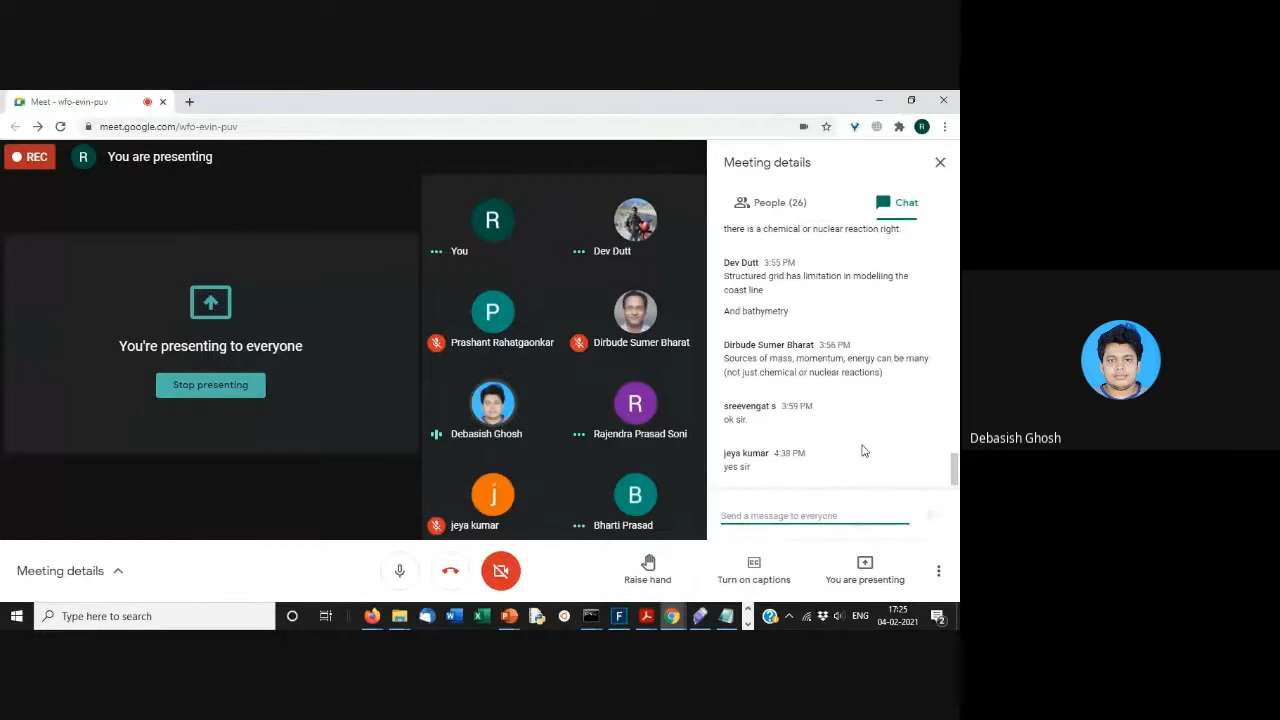 Meet - wfo-evin-puv
meet.google.com/wfo-evin-puv
R
REC
R
You are presenting
You're presenting to everyone
Stop presenting
R
You
Dev Dutt
P
Prashant Rahatgaonkar
Dirbude Sumer Bharat
Debasish Ghosh
R
Rajendra Prasad Soni
j
jeya kumar
B
Bharti Prasad
Meeting details
People (26)
Chat
there is a chemical or nuclear reaction right.
Dev Dutt 3:55 PM
Structured grid has limitation in modeliing the
coast line
And bathymetry
Dirbude Sumer Bharat 3:56 PM
Sources of mass, momentum, energy can be many
(not just chemical or nuclear reactions)
sreevengat s 3:59 PM
ok sir.
jeya kumar 4:38 PM
yes sir
Send a message to everyone
Debasish Ghosh
Meeting details
Raise hand
CC
Turn on captions
You are presenting
Type here to search
F
ENG
17:25
04-02-2021
2